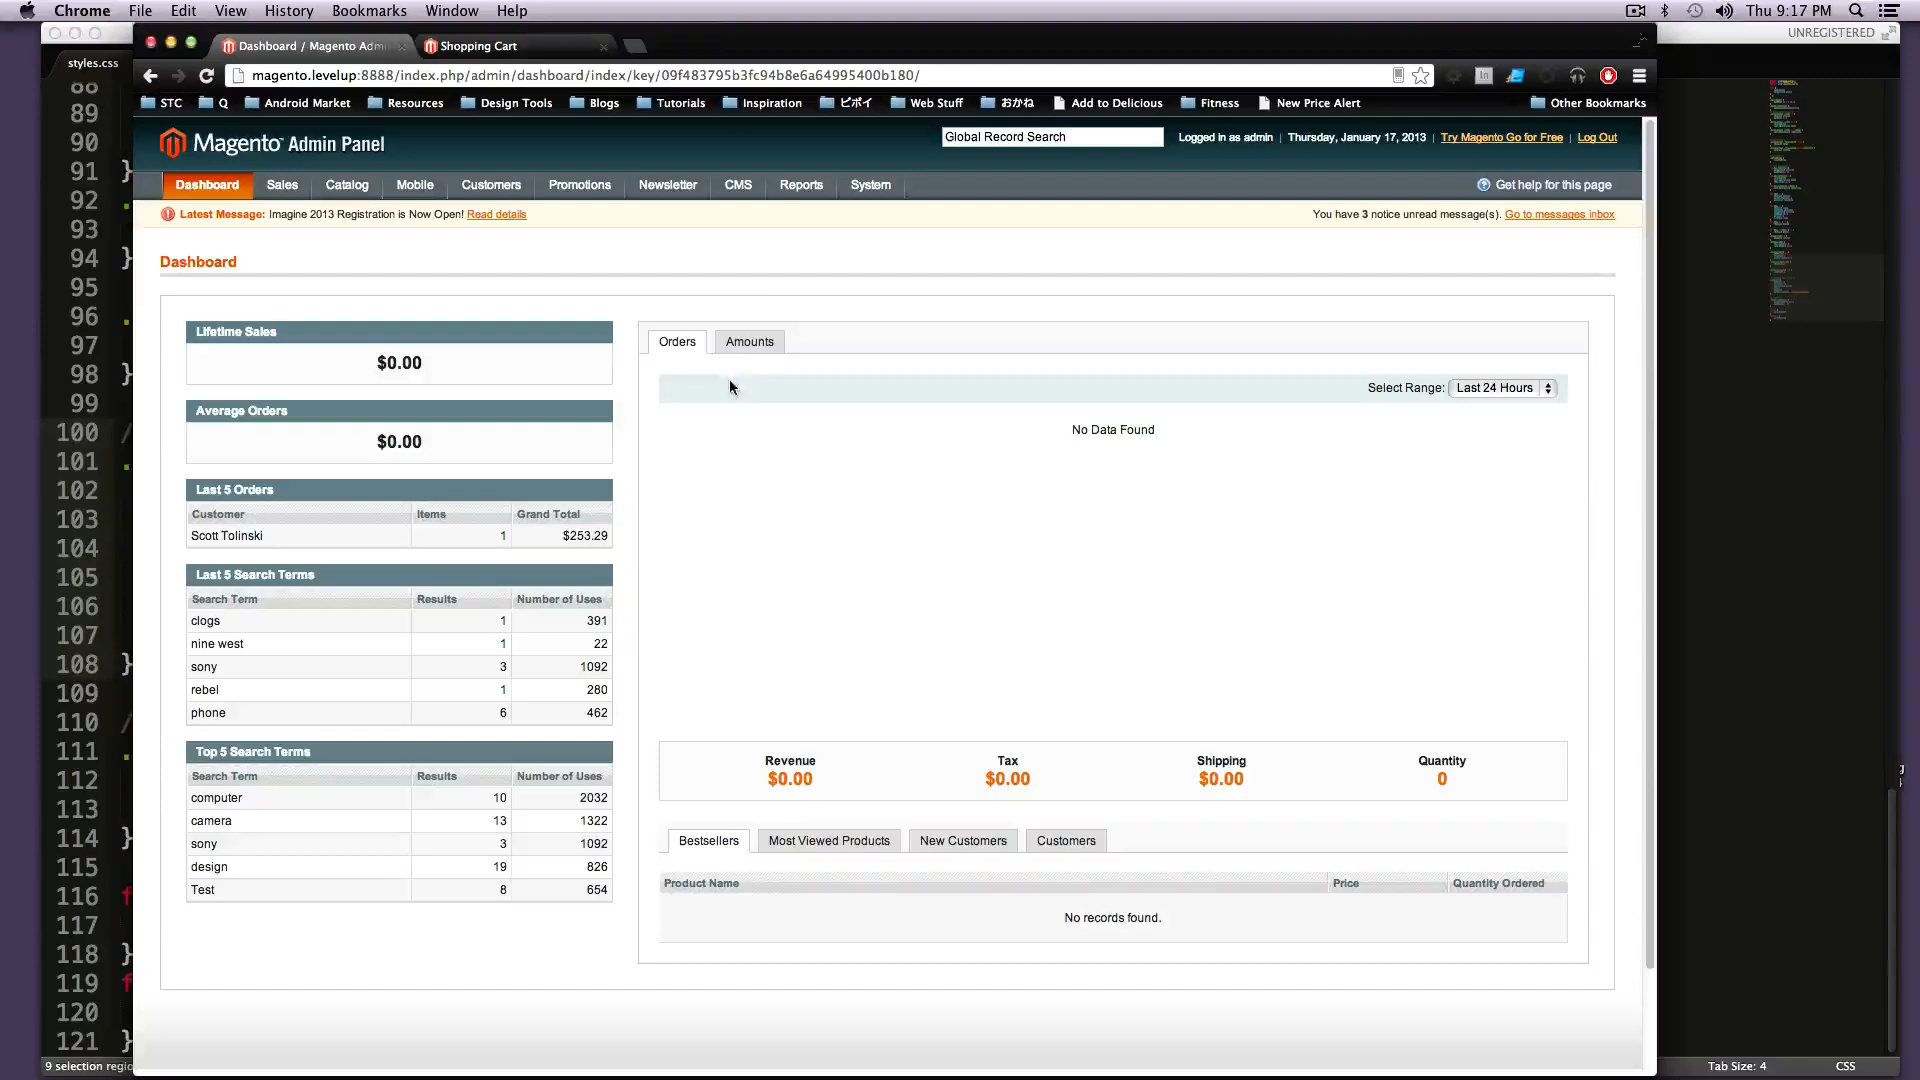 Chrome File Edit View History Bookmarks Window Help Thu 9:17 PM
UNREGISTERED
styles.css
Dashboard / Magento Admi Shopping Cart
magento.levelup:8888/index.php/admin/dashboard/index/key/09f483795b3fc94b8e6a64995400b180/
STC Q Android Market Resources Design Tools Blogs Tutorials Inspiration ビボイ Web Stuff おかね Add to Delicious Fitness New Price Alert Other Bookmarks
Magento Admin Panel
Global Record Search
Logged in as admin | Thursday, January 17, 2013 | Try Magento Go for Free | Log Out
Dashboard Sales Catalog Mobile Customers Promotions Newsletter CMS Reports System
Get help for this page
Latest Message: Imagine 2013 Registration is Now Open! Read details
You have 3 notice unread message(s). Go to messages inbox
Dashboard
Lifetime Sales
$0.00
Average Orders
$0.00
Last 5 Orders
Customer Items Grand Total
Scott Tolinski 1 $253.29
Last 5 Search Terms
Search Term Results Number of Uses
clogs 1 391
nine west 1 22
sony 3 1092
rebel 1 280
phone 6 462
Top 5 Search Terms
Search Term Results Number of Uses
computer 10 2032
camera 13 1322
sony 3 1092
design 19 826
Test 8 654
Orders Amounts
Select Range: Last 24 Hours
No Data Found
Revenue Tax Shipping Quantity
$0.00 $0.00 $0.00 0
Bestsellers Most Viewed Products New Customers Customers
Product Name Price Quantity Ordered
No records found.
88
89
90
91 }
92 .
93
94 }
95
96 .
97
98 }
99
100 /
101 .
102
103
104
105
106
107
108 }
109
110 /
111 .
112
113
114 }
115
116 f
117
118 }
119 f
120
121 }
9 selection regio
Tab Size: 4 CSS